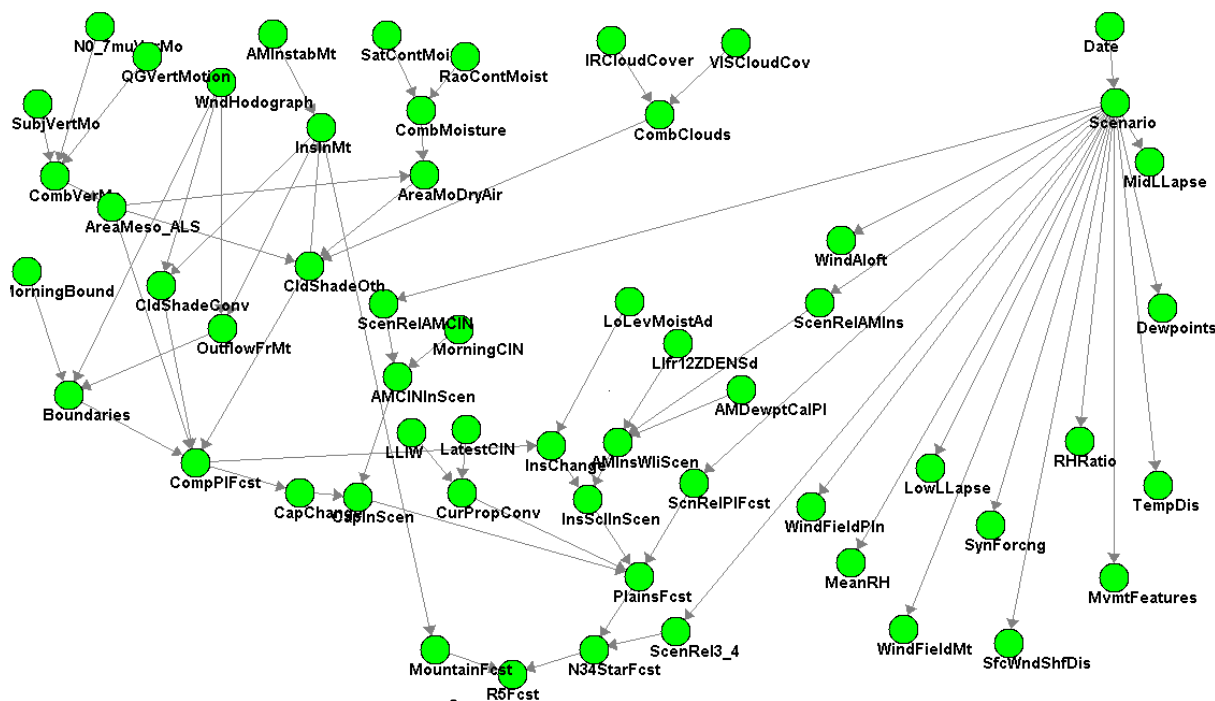 N0_7muVerMo
AMInstabMt
SatContMoi
IRCloudCover
VISCloudCov
Date
QGVertMotion
RaoContMoist
WndHodograph
SubjVertMo
InsInMt
CombMoisture
CombClouds
Scenario
MidLLapse
CombVerMo
AreaMoDryAir
AreaMeso_ALS
WindAloft
CldShadeOth
MorningBound
CldShadeConv
ScenRelAMCIN
LoLevMoistAd
ScenRelAMIns
Dewpoints
OutflowFrMt
MorningCIN
LIfr12ZDENSd
Boundaries
AMCINInScen
AMDewptCalPl
LLIW
LatestCIN
InsChange
AMInsWliScen
RHRatio
CompPlFcst
LowLLapse
CapChange
CapInScen
CurPropConv
InsSclInScen
ScnRelPlFcst
WindFieldPln
SynForcng
TempDis
MeanRH
PlainsFcst
MvmtFeatures
ScenRel3_4
WindFieldMt
SfcWndShfDis
MountainFcst
N34StarFcst
R5Fcst